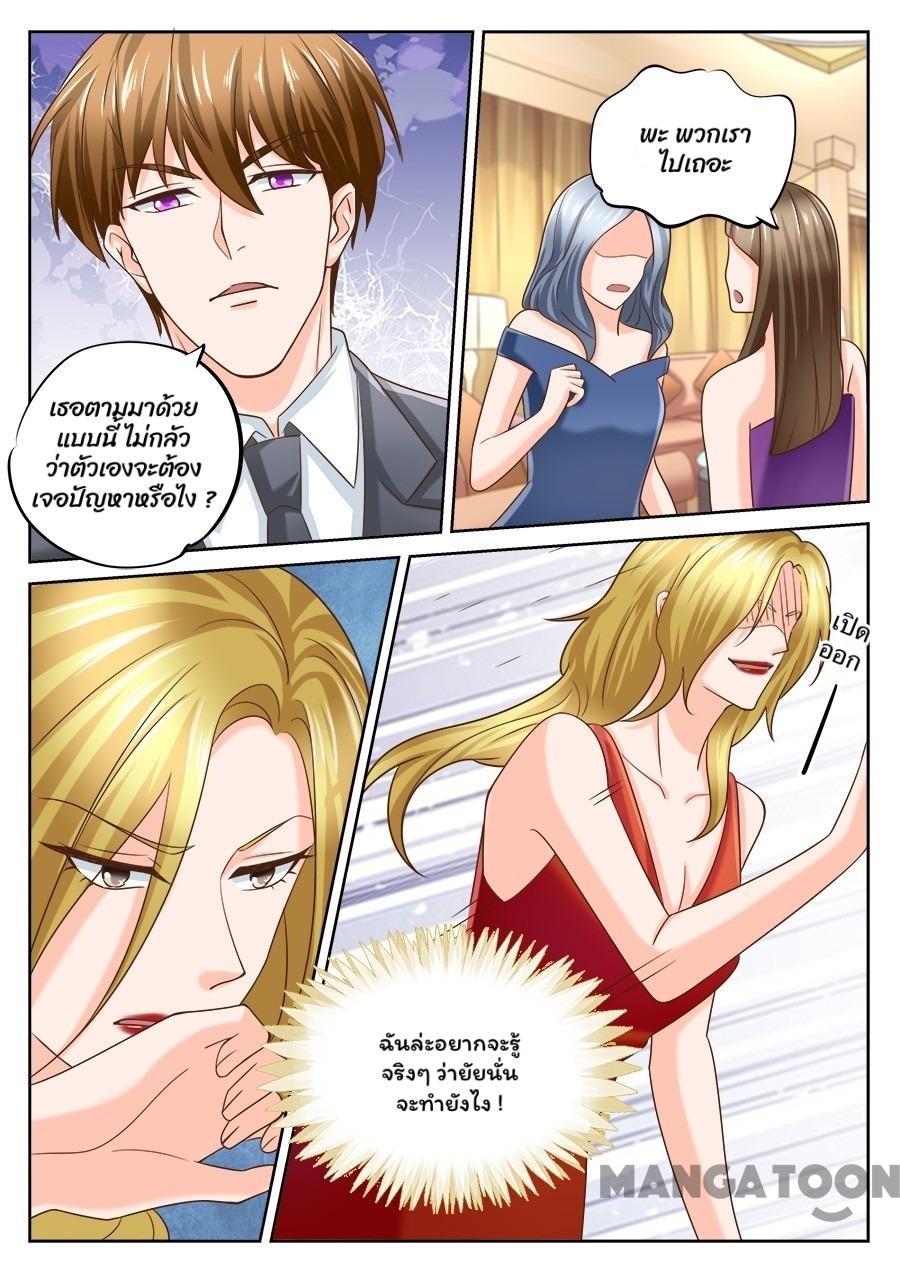 เธอตามมาด้วย
แบบนี้ ไม่กลัว
ว่าตัวเองจะต้อง
เจอปัญหาหรือไง ?
พะ พวกเรา
ไปเถอะ
เปิด
ออก
ฉันล่ะอยากจะรู้
จริงๆ ว่ายัยนั่น
จะทำยังไง !
MANGATOON